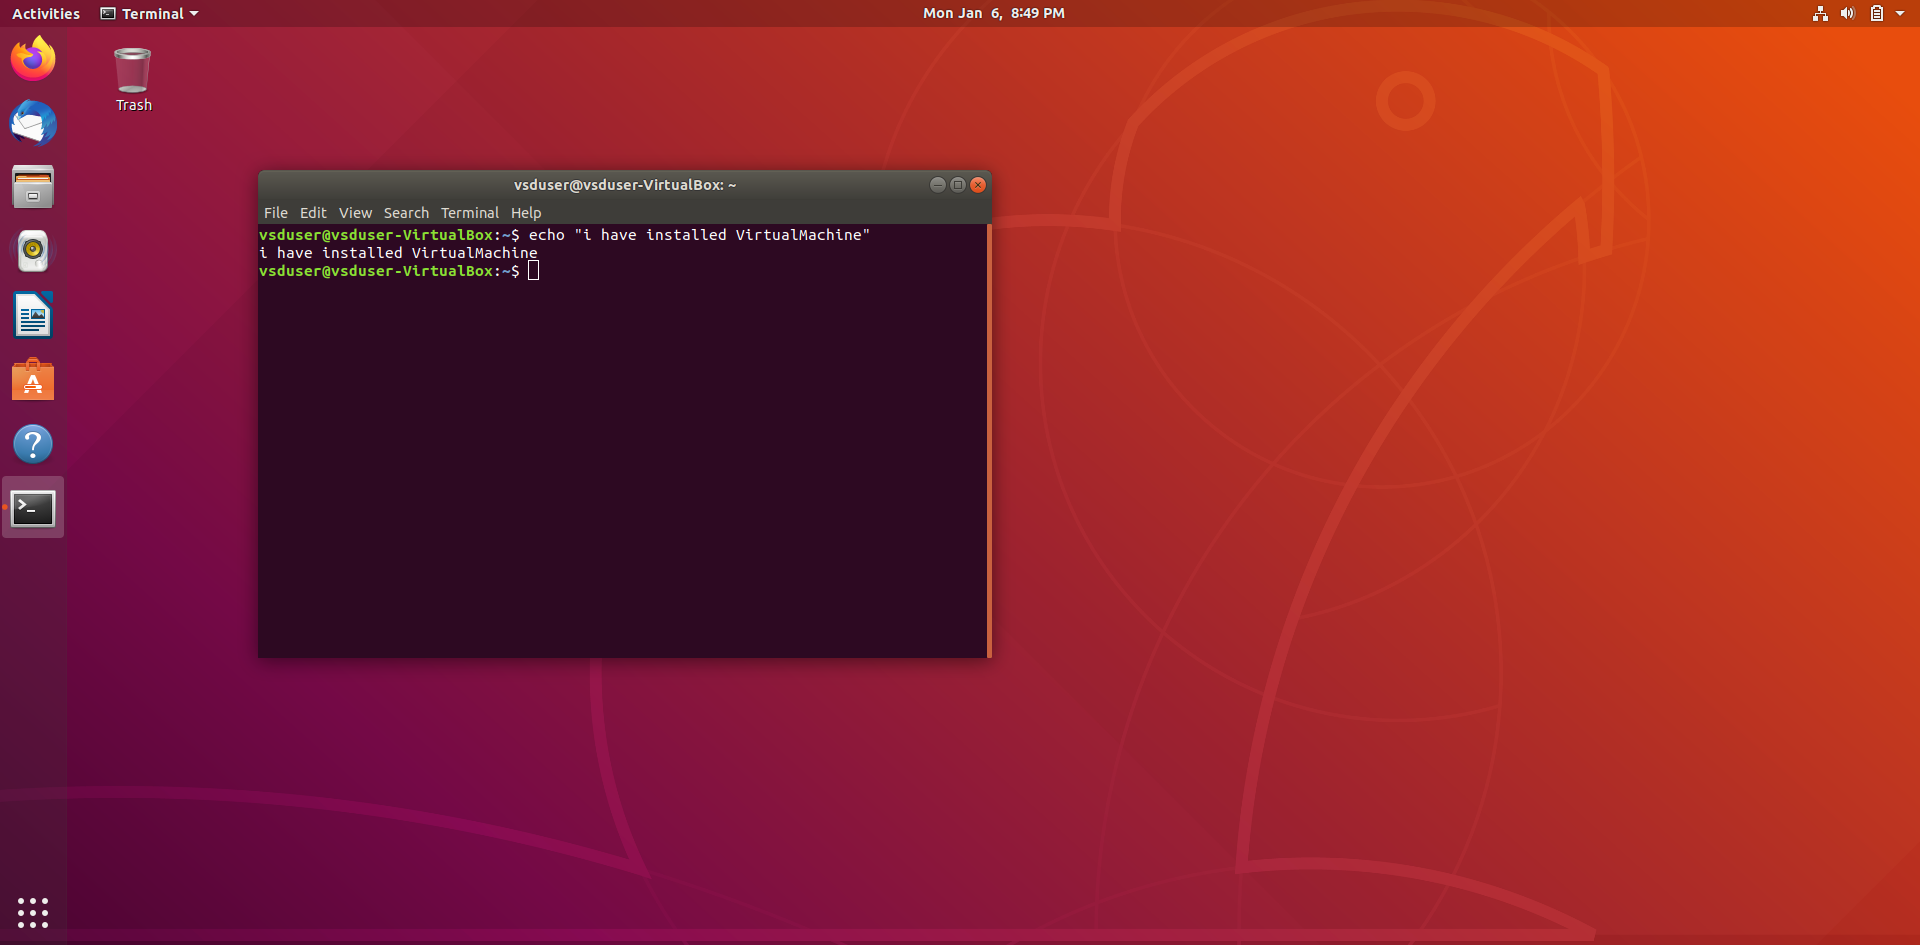 Activities Terminal Mon Jan 6, 8:49 PM
Trash
vsduser@vsduser-VirtualBox: ~
File Edit View Search Terminal Help
vsduser@vsduser-VirtualBox:~$ echo "i have installed VirtualMachine"
i have installed VirtualMachine
vsduser@vsduser-VirtualBox:~$